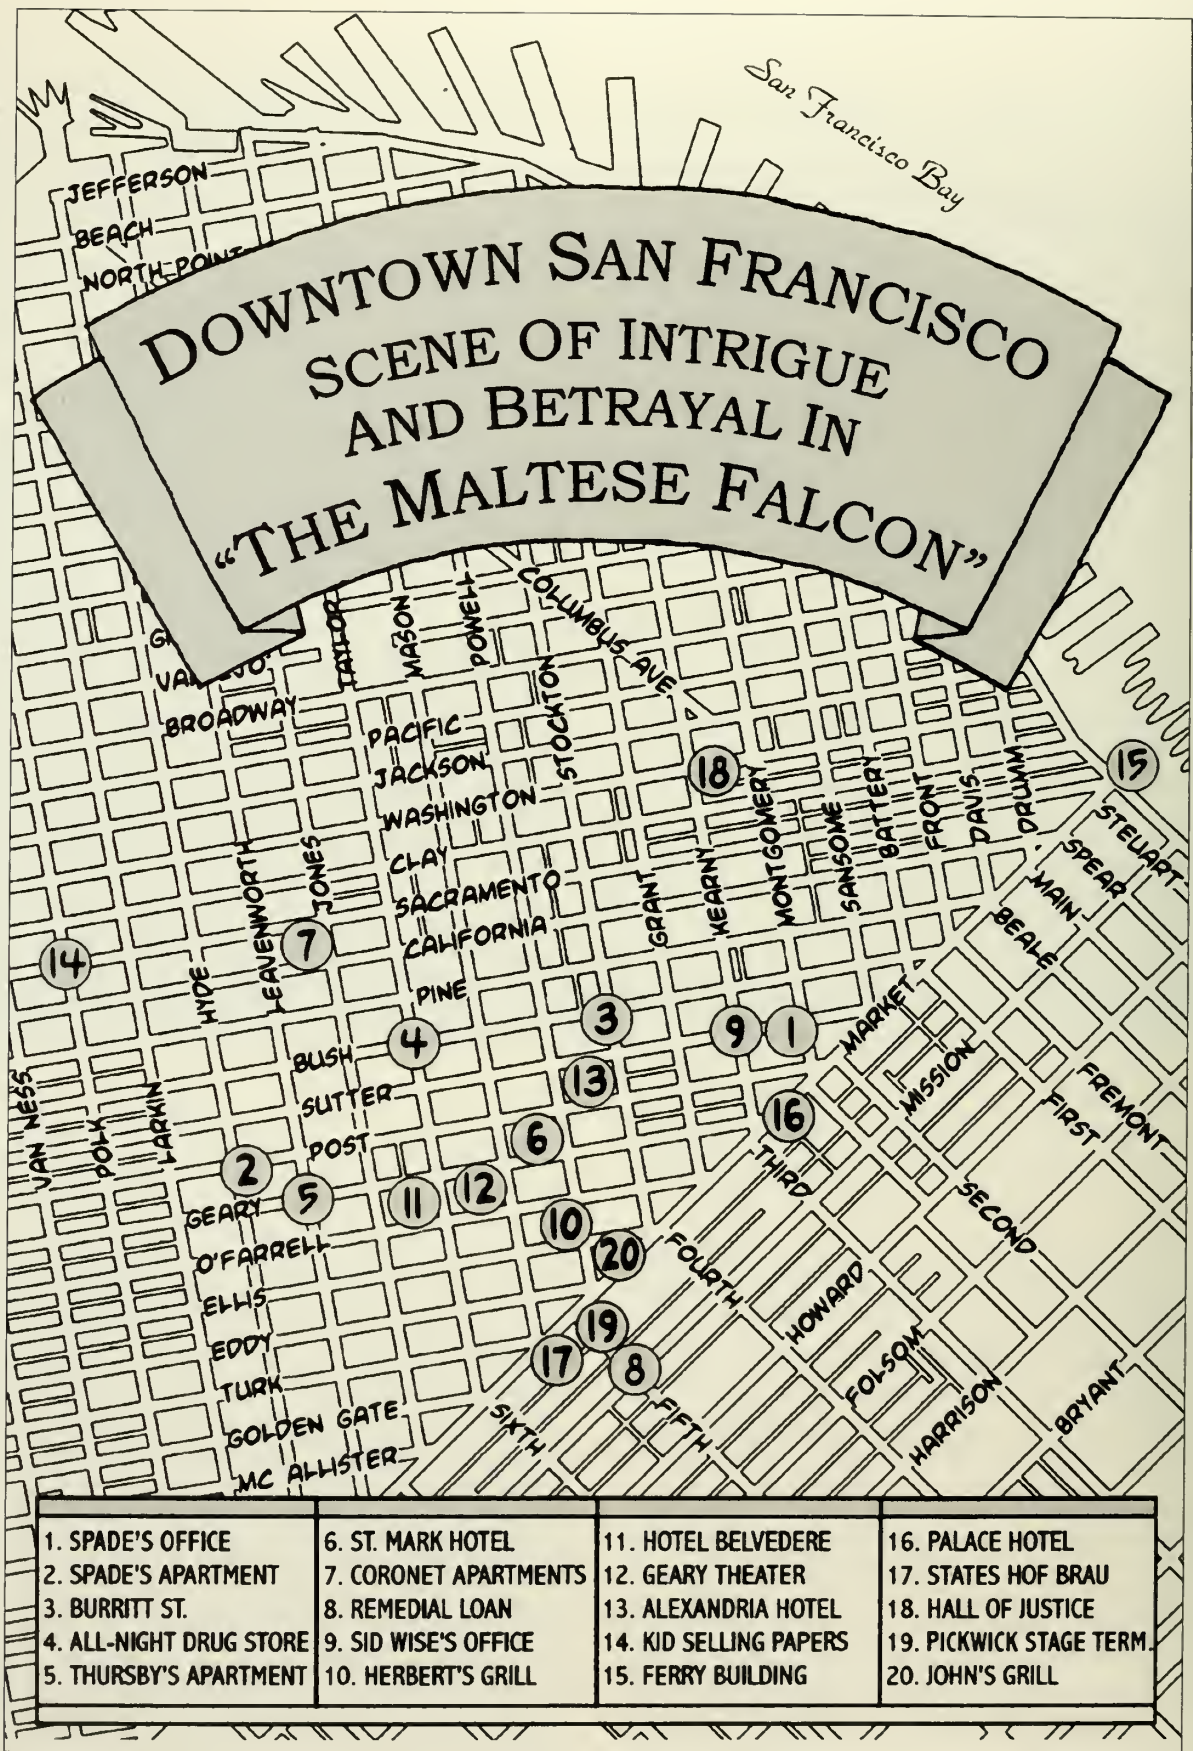 San Francisco Bay
JEFFERSON
BEACH
NORTH POINT
DOWNTOWN SAN FRANCISCO
SCENE OF INTRIGUE
AND BETRAYAL IN
"THE MALTESE FALCON"
COLUMBUS AVE
TAYLOR
MASON
POWELL
STOCKTON
BROADWAY
PACIFIC
JACKSON
WASHINGTON
CLAY
SACRAMENTO
CALIFORNIA
PINE
BUSH
SUTTER
POST
GEARY
O'FARRELL
ELLIS
EDDY
TURK
GOLDEN GATE
MC ALLISTER
VAN NESS
POLK
LARKIN
HYDE
LEAVENWORTH
JONES
GRANT
KEARNY
MONTGOMERY
SANSOME
BATTERY
FRONT
DAVIS
DRUMM
STEUART
SPEAR
MAIN
BEALE
FREMONT
FIRST
SECOND
THIRD
FOURTH
FIFTH
SIXTH
MARKET
MISSION
HOWARD
FOLSOM
HARRISON
BRYANT
18
15
7
14
3
4
9
1
13
16
6
2
5
11
12
10
20
19
17
8
1. SPADE'S OFFICE
2. SPADE'S APARTMENT
3. BURRITT ST.
4. ALL-NIGHT DRUG STORE
5. THURSBY'S APARTMENT
6. ST. MARK HOTEL
7. CORONET APARTMENTS
8. REMEDIAL LOAN
9. SID WISE'S OFFICE
10. HERBERT'S GRILL
11. HOTEL BELVEDERE
12. GEARY THEATER
13. ALEXANDRIA HOTEL
14. KID SELLING PAPERS
15. FERRY BUILDING
16. PALACE HOTEL
17. STATES HOF BRAU
18. HALL OF JUSTICE
19. PICKWICK STAGE TERM.
20. JOHN'S GRILL